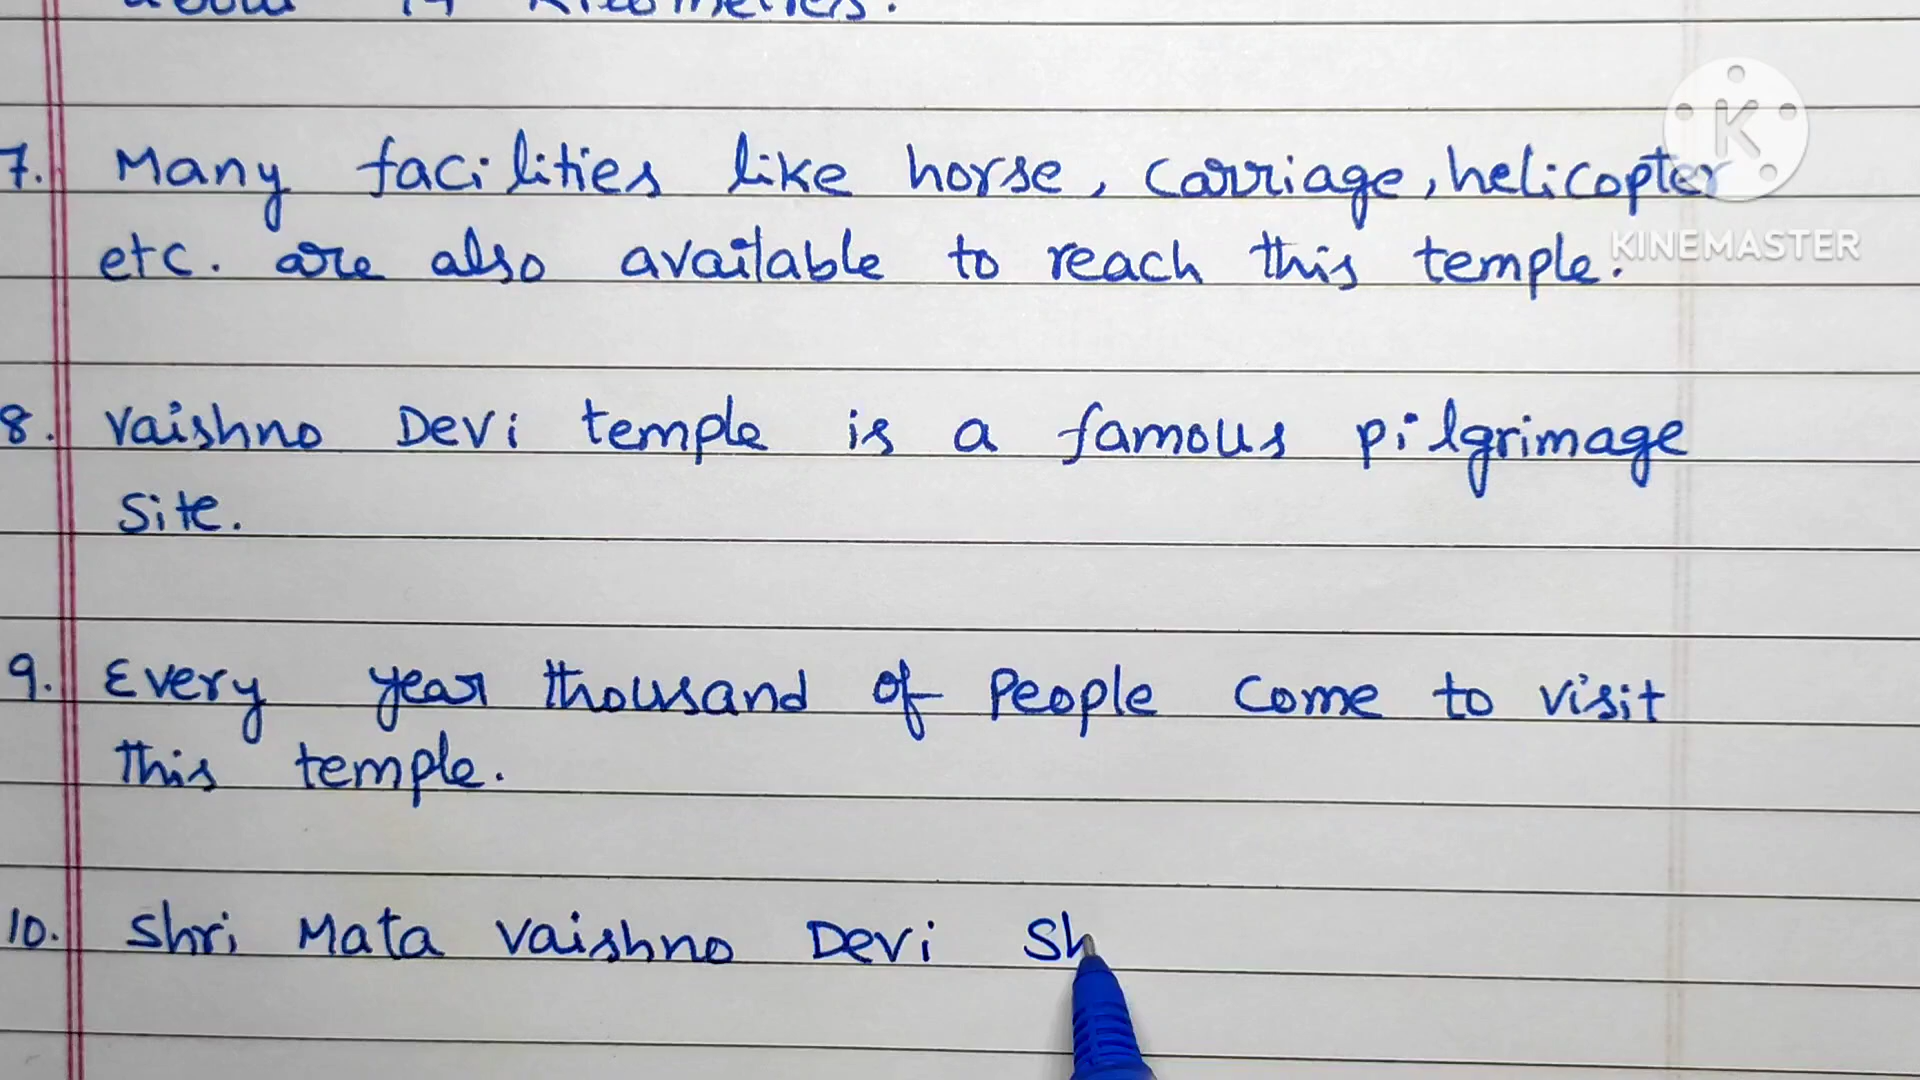 7. Many facilities like horse, carriage, helicopter
etc. are also available to reach this temple.
8. Vaishno Devi temple is a famous pilgrimage
site.
9. Every year thousand of People come to visit
this temple.
10. Shri Mata Vaishno Devi Sh
K
KINEMASTER